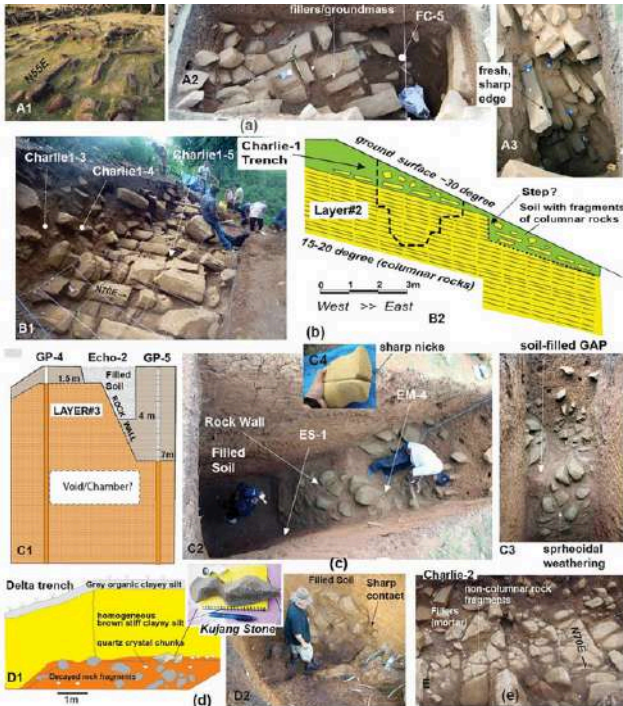 N55E
A1
fillers/groundmass
FC-5
A2
fresh,
sharp
edge
A3
(a)
Charlie1-3
Charlie1-4
Charlie1-5
N70E
B1
Charlie-1
Trench
ground surface ~30 degree
Step?
Soil with fragments
of columnar rocks
Layer#2
15-20 degree (columnar rocks)
0 1 2 3m
West >> East
B2
(b)
GP-4 Echo-2 GP-5
1.5 m
Filled
Soil
ROCK WALL
LAYER#3
4 m
7m
Void/Chamber?
C1
C4
sharp nicks
EM-4
Rock Wall
ES-1
Filled
Soil
C2
(c)
soil-filled GAP
C3
sprheoidal
weathering
Delta trench
Grey organic clayey silt
homogeneous
brown stiff clayey silt
quartz crystal chunks
Decayed rock fragments
D1
1m
Kujang Stone
(d)
Filled Soil
Sharp
contact
D2
Charlie-2
non-columnar rock
fragments
Fillers
(mortar)
N70E
E
(e)